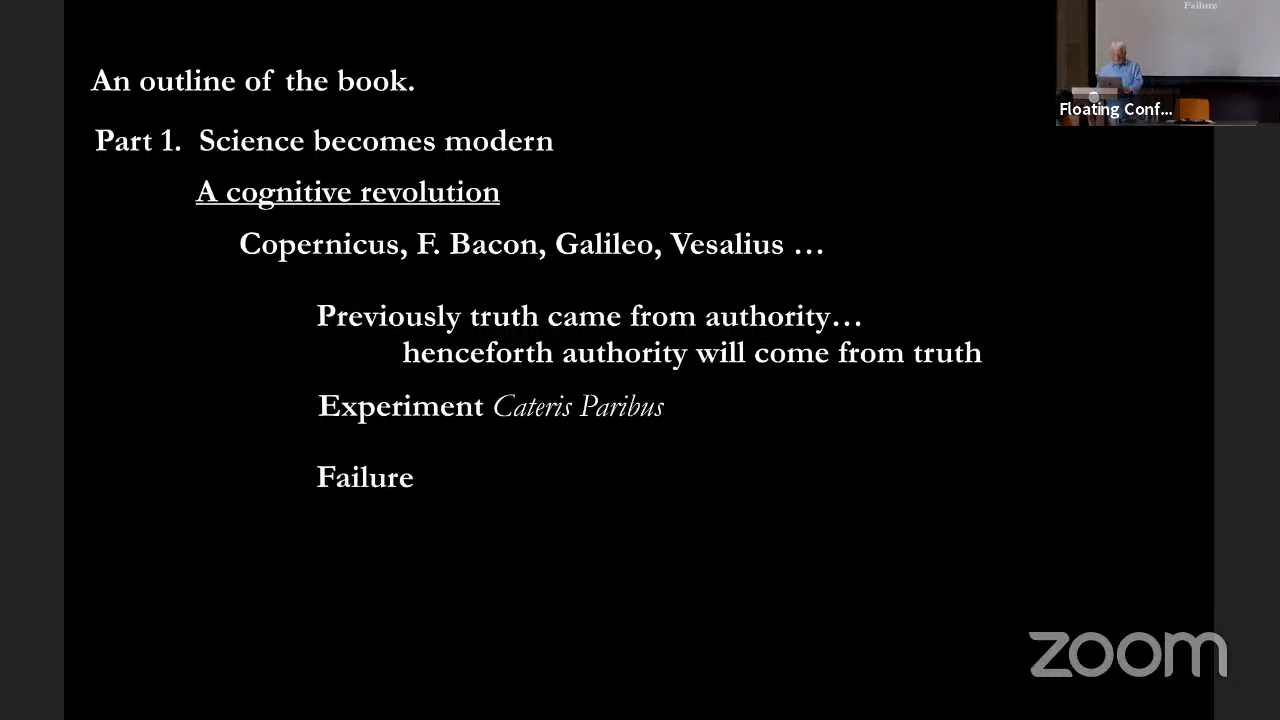 An outline of the book.
Part 1. Science becomes modern
A cognitive revolution
Copernicus, F. Bacon, Galileo, Vesalius …
Previously truth came from authority…
henceforth authority will come from truth
Experiment Cateris Paribus
Failure
Failure
Floating Conf...
zoom